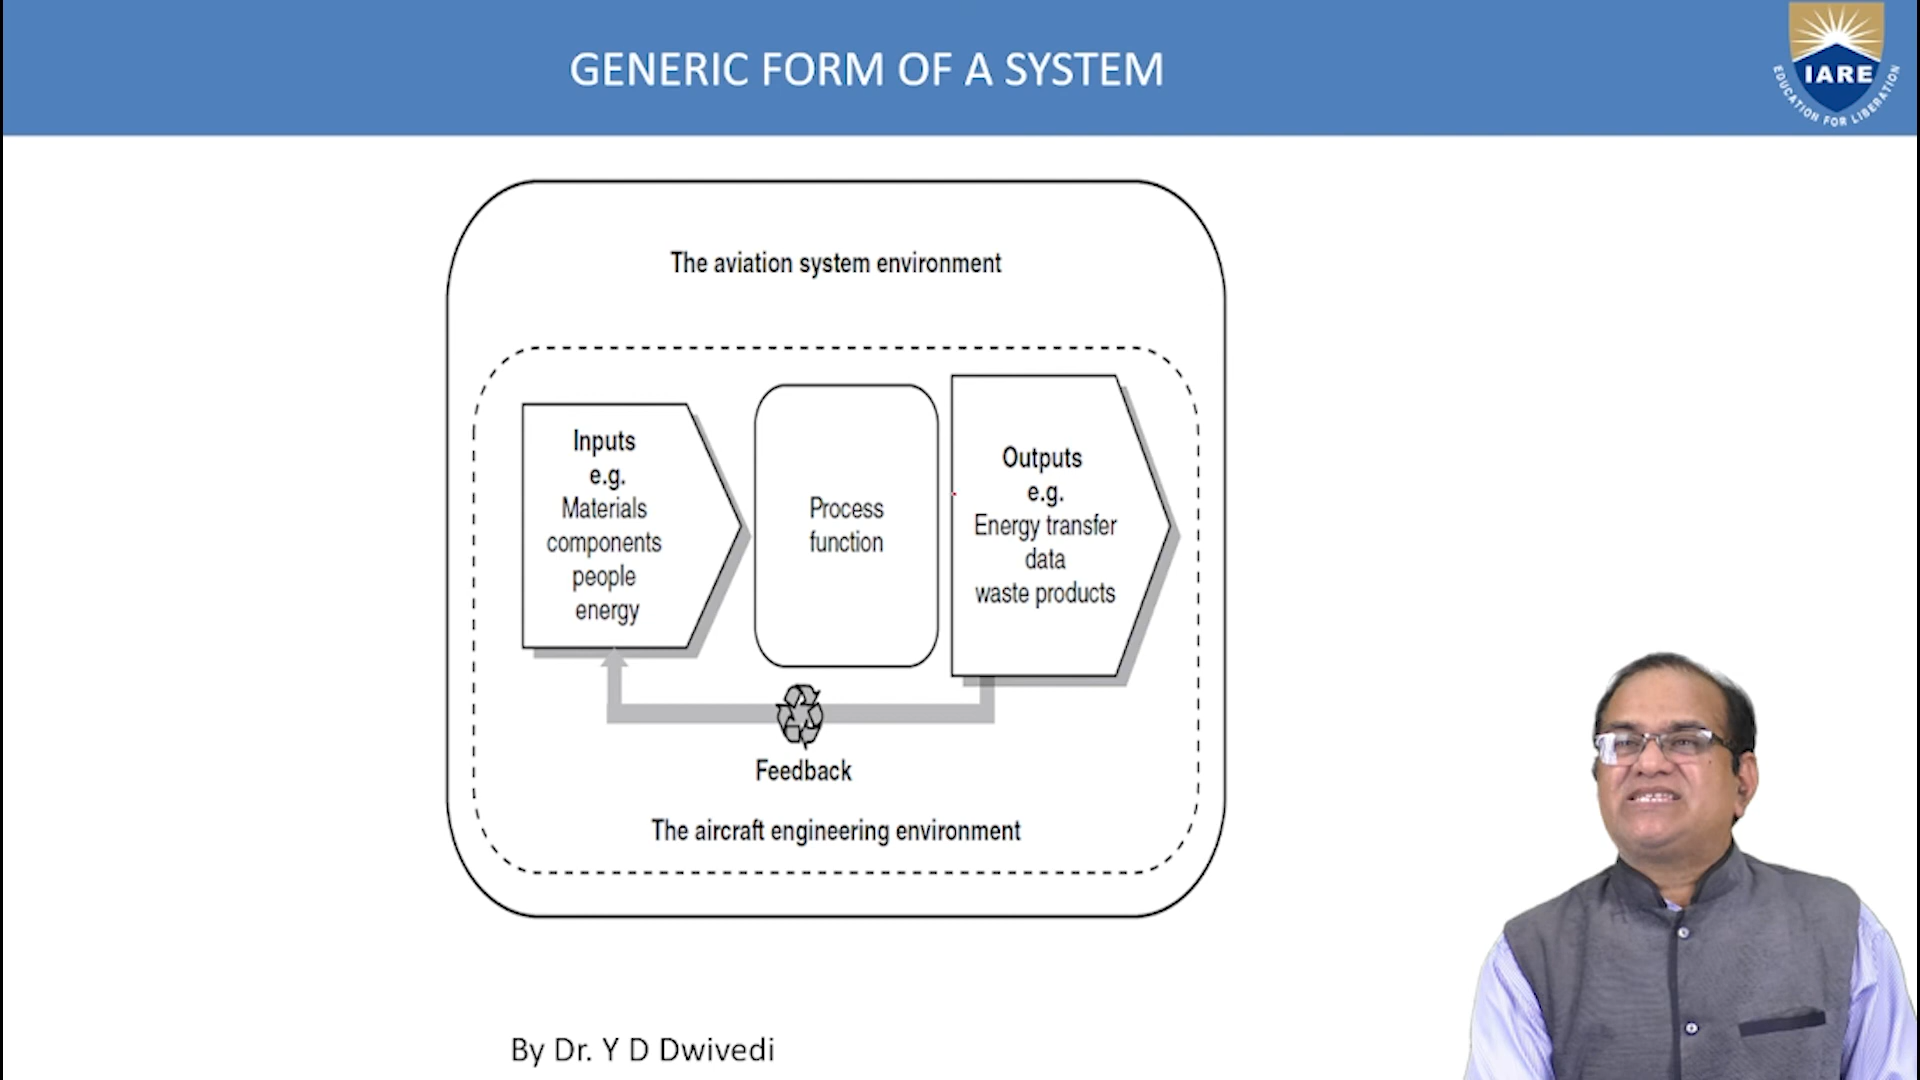 GENERIC FORM OF A SYSTEM
IARE
EDUCATION FOR LIBERATION
The aviation system environment
Inputs
e.g.
Materials
components
people
energy
Process
function
Outputs
e.g.
Energy transfer
data
waste products
Feedback
The aircraft engineering environment
By Dr. Y D Dwivedi